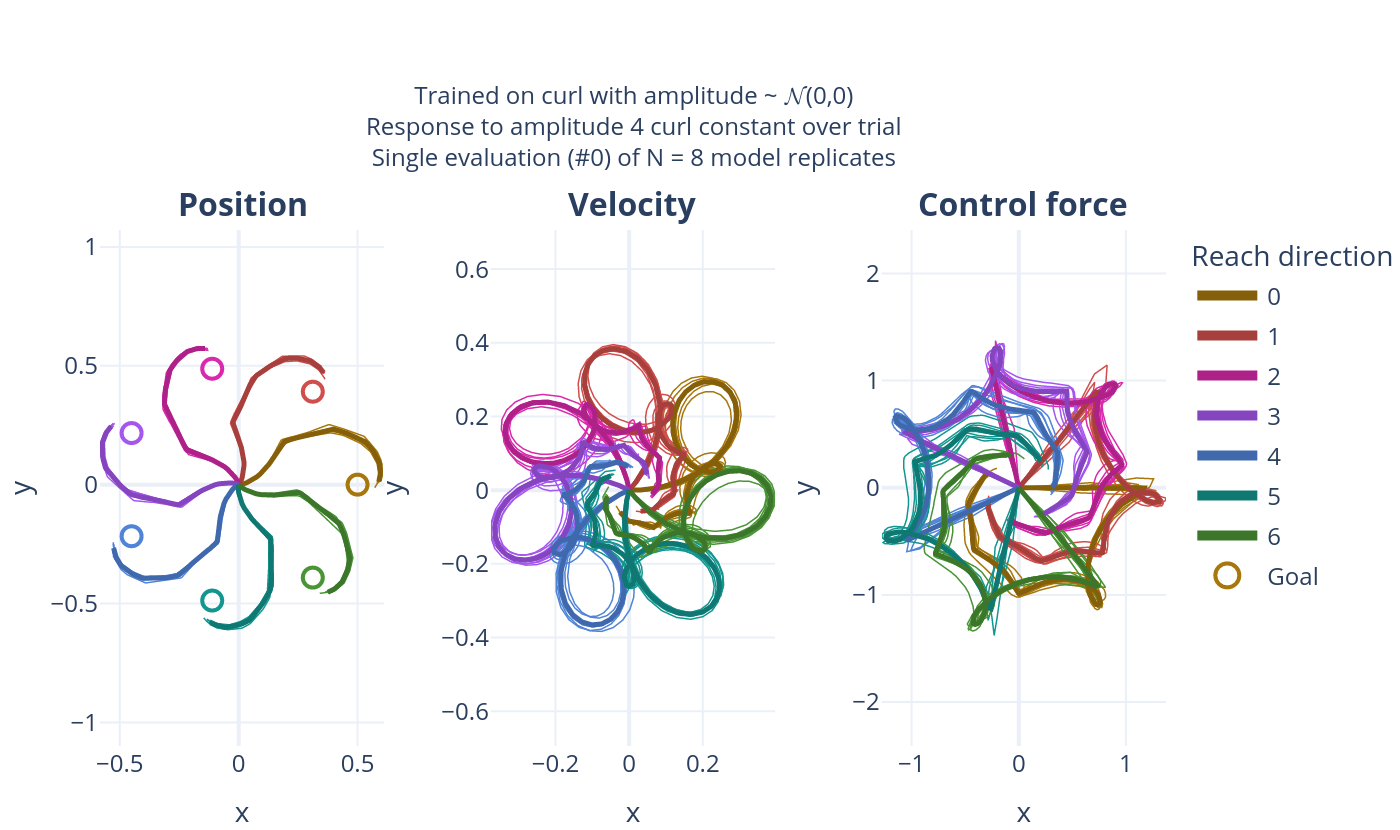 Trained on curl with amplitude ~ 𝒩(0,0)
Response to amplitude 4 curl constant over trial
Single evaluation (#0) of N = 8 model replicates
Position
Velocity
Control force
1
0.5
0
−0.5
−1
y
−0.5
0
0.5
x
0.6
0.4
0.2
0
−0.2
−0.4
−0.6
y
−0.2
0
0.2
x
2
1
0
−1
−2
y
−1
0
1
x
Reach direction
0
1
2
3
4
5
6
Goal